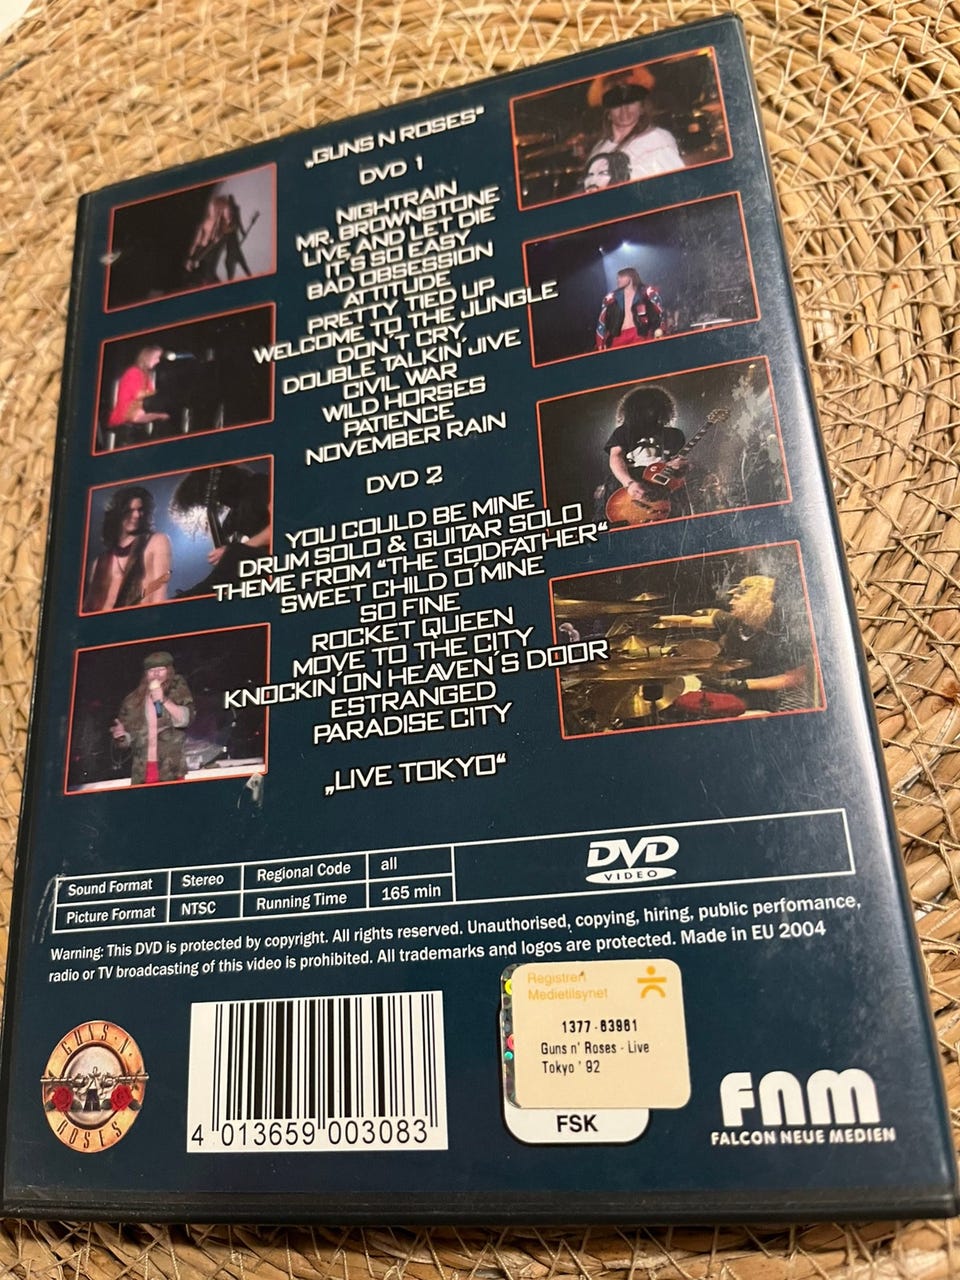 „GUNS N ROSES“
DVD 1
NIGHTRAIN
MR. BROWNSTONE
LIVE AND LET DIE
IT'S SO EASY
BAD OBSESSION
ATTITUDE
PRETTY TIED UP
WELCOME TO THE JUNGLE
DON'T CRY,
DOUBLE TALKIN'JIVE
CIVIL WAR
WILD HORSES
PATIENCE
NOVEMBER RAIN
DVD 2
YOU COULD BE MINE
DRUM SOLO & GUITAR SOLO
THEME FROM “THE GODFATHER“
SWEET CHILD O'MINE
SO FINE
ROCKET QUEEN
MOVE TO THE CITY
KNOCKIN'ON HEAVEN'S DOOR
ESTRANGED
PARADISE CITY
„LIVE TOKYO“
Sound Format Stereo Regional Code all
Picture Format NTSC Running Time 165 min
DVD
VIDEO
Warning: This DVD is protected by copyright. All rights reserved. Unauthorised, copying, hiring, public perfomance,
radio or TV broadcasting of this video is prohibited. All trademarks and logos are protected. Made in EU 2004
GUNS N ROSES
4 013659 003083
Registrert
Medietilsynet
1377-83981
Guns n' Roses - Live
Tokyo '92
FSK
FNM
FALCON NEUE MEDIEN